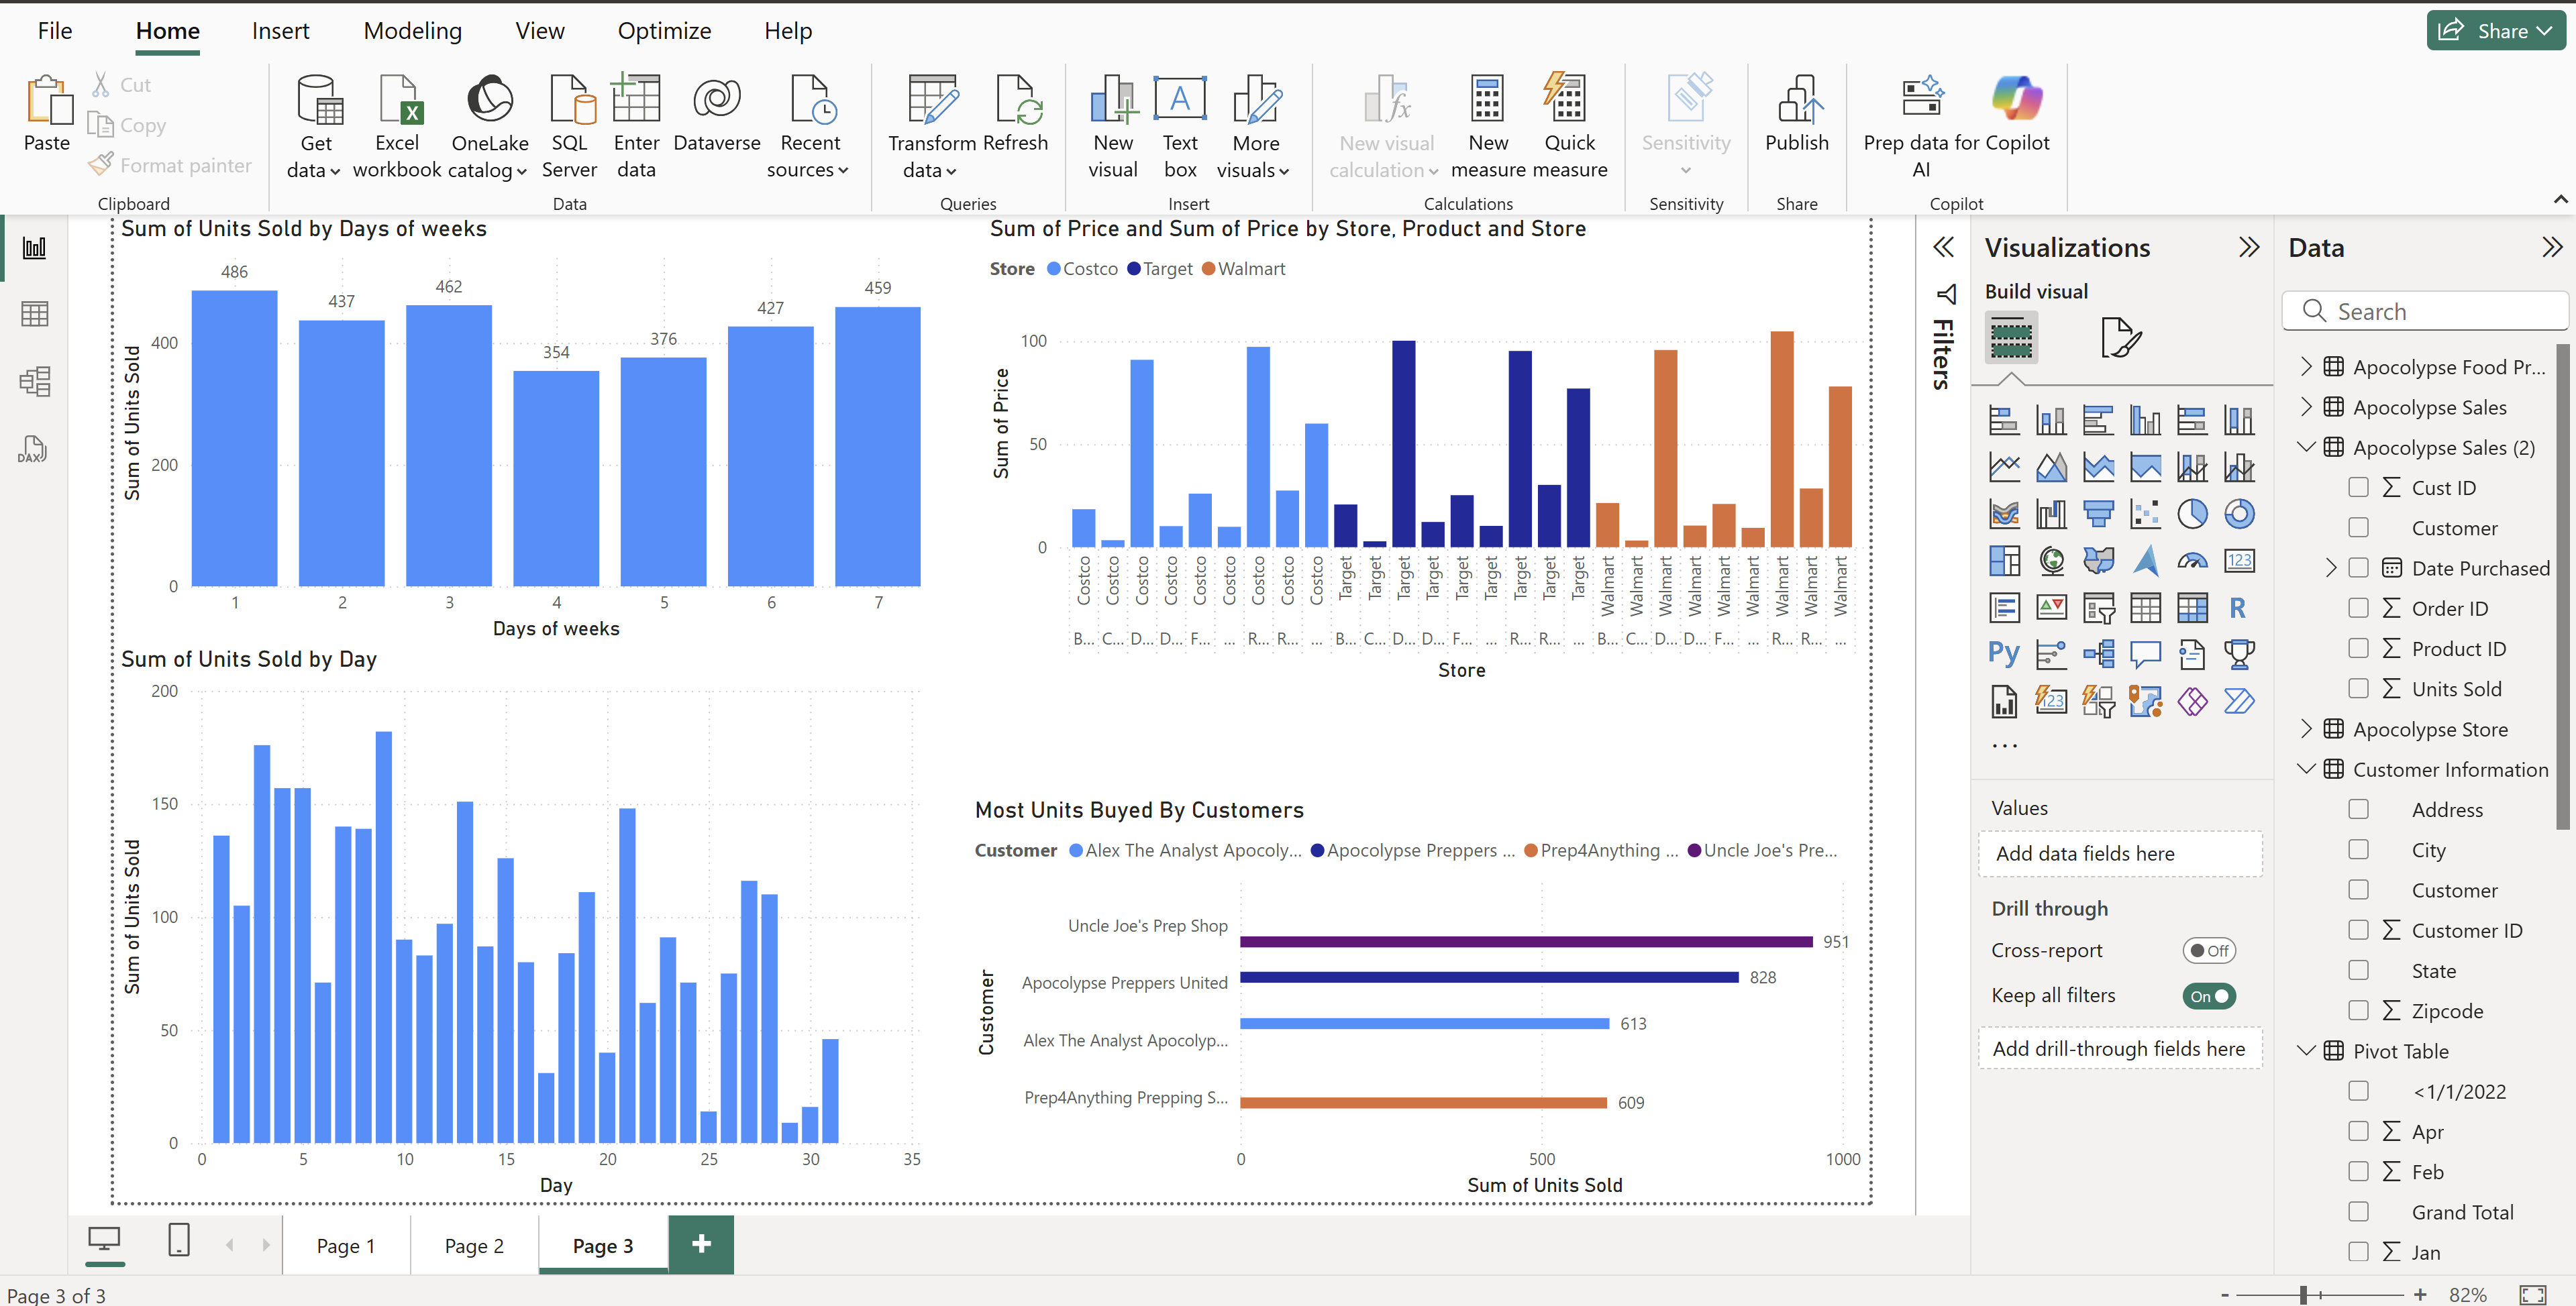 File Home Insert Modeling View Optimize Help Share
Paste Cut Copy Format painter
Get data Excel workbook OneLake catalog SQL Server Enter data Dataverse Recent sources
Transform data Refresh
New visual Text box More visuals
New visual calculation New measure Quick measure
Sensitivity Publish Prep data for AI Copilot
Clipboard Data Queries Insert Calculations Sensitivity Share Copilot
Sum of Units Sold by Days of weeks
Sum of Units Sold
400
200
0
486 437 462 354 376 427 459
1 2 3 4 5 6 7
Days of weeks
Sum of Price and Sum of Price by Store, Product and Store
Store Costco Target Walmart
Sum of Price
100
50
0
Costco Costco Costco Costco Costco Costco Costco Costco Costco Target Target Target Target Target Target Target Target Target Walmart Walmart Walmart Walmart Walmart Walmart Walmart Walmart Walmart
B... C... D... D... F... ... R... R... ... B... C... D... D... F... ... R... R... ... B... C... D... D... F... ... R... R... ...
Store
Sum of Units Sold by Day
Sum of Units Sold
200
150
100
50
0
0 5 10 15 20 25 30 35
Day
Most Units Buyed By Customers
Customer Alex The Analyst Apocoly... Apocolypse Preppers ... Prep4Anything ... Uncle Joe's Pre...
Customer
Uncle Joe's Prep Shop 951
Apocolypse Preppers United 828
Alex The Analyst Apocolyp... 613
Prep4Anything Prepping S... 609
0 500 1000
Sum of Units Sold
Filters
Visualizations
Build visual
123
R
Py
123
...
Values
Add data fields here
Drill through
Cross-report Off
Keep all filters On
Add drill-through fields here
Data
Search
Apocolypse Food Pr...
Apocolypse Sales
Apocolypse Sales (2)
Cust ID
Customer
Date Purchased
Order ID
Product ID
Units Sold
Apocolypse Store
Customer Information
Address
City
Customer
Customer ID
State
Zipcode
Pivot Table
<1/1/2022
Apr
Feb
Grand Total
Jan
DAX
Page 1 Page 2 Page 3 +
Page 3 of 3
- + 82%